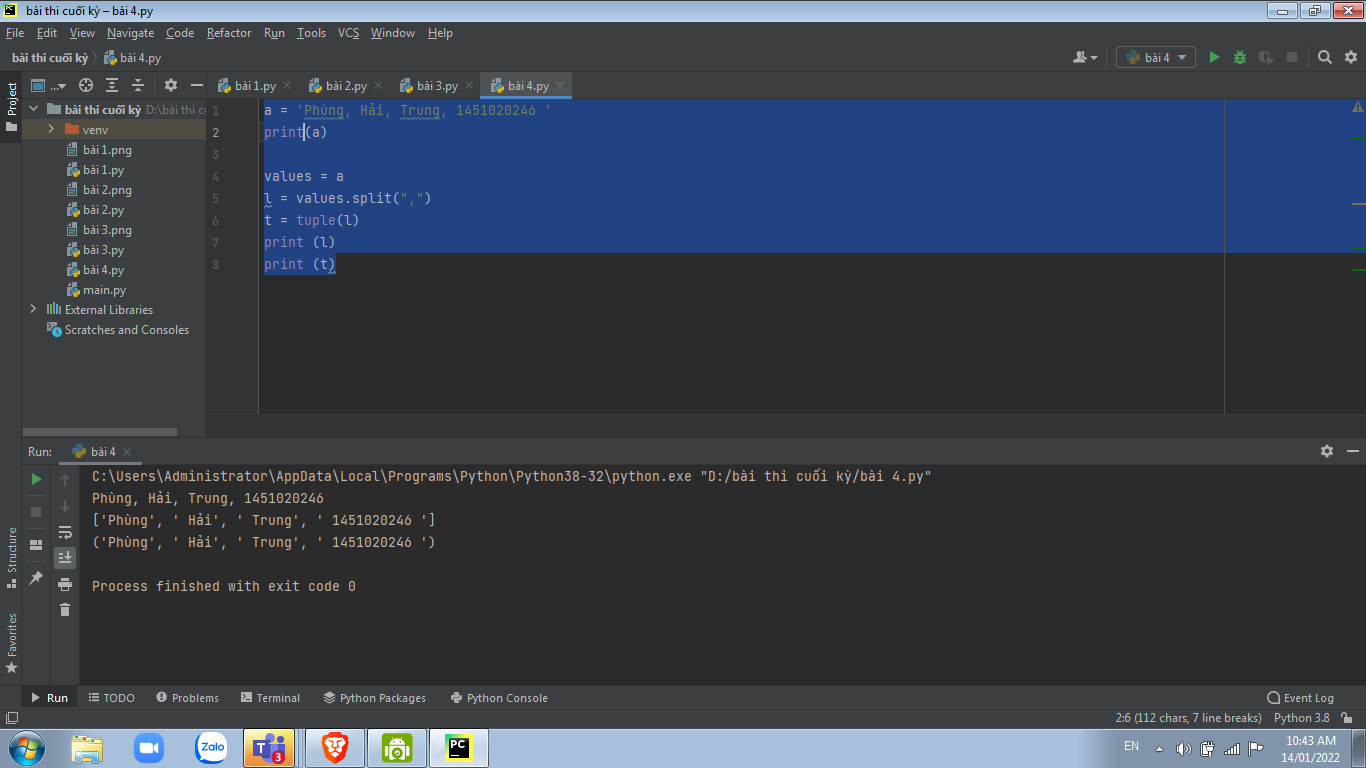 bài thi cuối kỳ – bài 4.py
File Edit View Navigate Code Refactor Run Tools VCS Window Help
bài thi cuối kỳ bài 4.py
bài 4
Project
... bài 1.py bài 2.py bài 3.py bài 4.py
bài thi cuối kỳ D:\bài thi cu
venv
bài 1.png
bài 1.py
bài 2.png
bài 2.py
bài 3.png
bài 3.py
bài 4.py
main.py
External Libraries
Scratches and Consoles
1 a = 'Phùng, Hải, Trung, 1451020246 '
2 print(a)
3
4 values = a
5 l = values.split(",")
6 t = tuple(l)
7 print (l)
8 print (t)
Run: bài 4
C:\Users\Administrator\AppData\Local\Programs\Python\Python38-32\python.exe "D:/bài thi cuối kỳ/bài 4.py"
Phùng, Hải, Trung, 1451020246
['Phùng', ' Hải', ' Trung', ' 1451020246 ']
('Phùng', ' Hải', ' Trung', ' 1451020246 ')
Process finished with exit code 0
Structure
Favorites
Run TODO Problems Terminal Python Packages Python Console Event Log
2:6 (112 chars, 7 line breaks) Python 3.8
Zalo
3
PC
EN
10:43 AM
14/01/2022